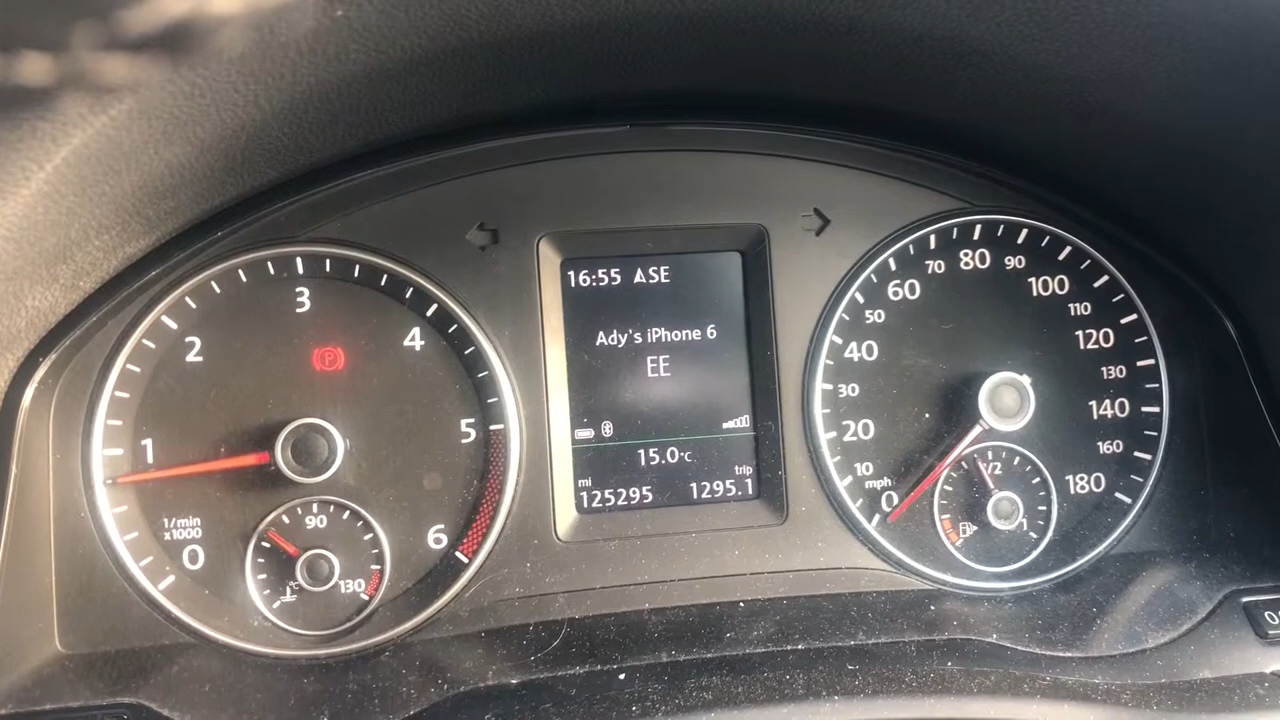 1
2
3
4
5
6
0
1/min
x1000
90
130
°C
16:55 SE
Ady's iPhone 6
EE
15.0°C
mi
trip
125295
1295.1
0
10
20
30
40
50
60
70
80
90
100
110
120
130
140
160
180
mph
1/2
1
(P)